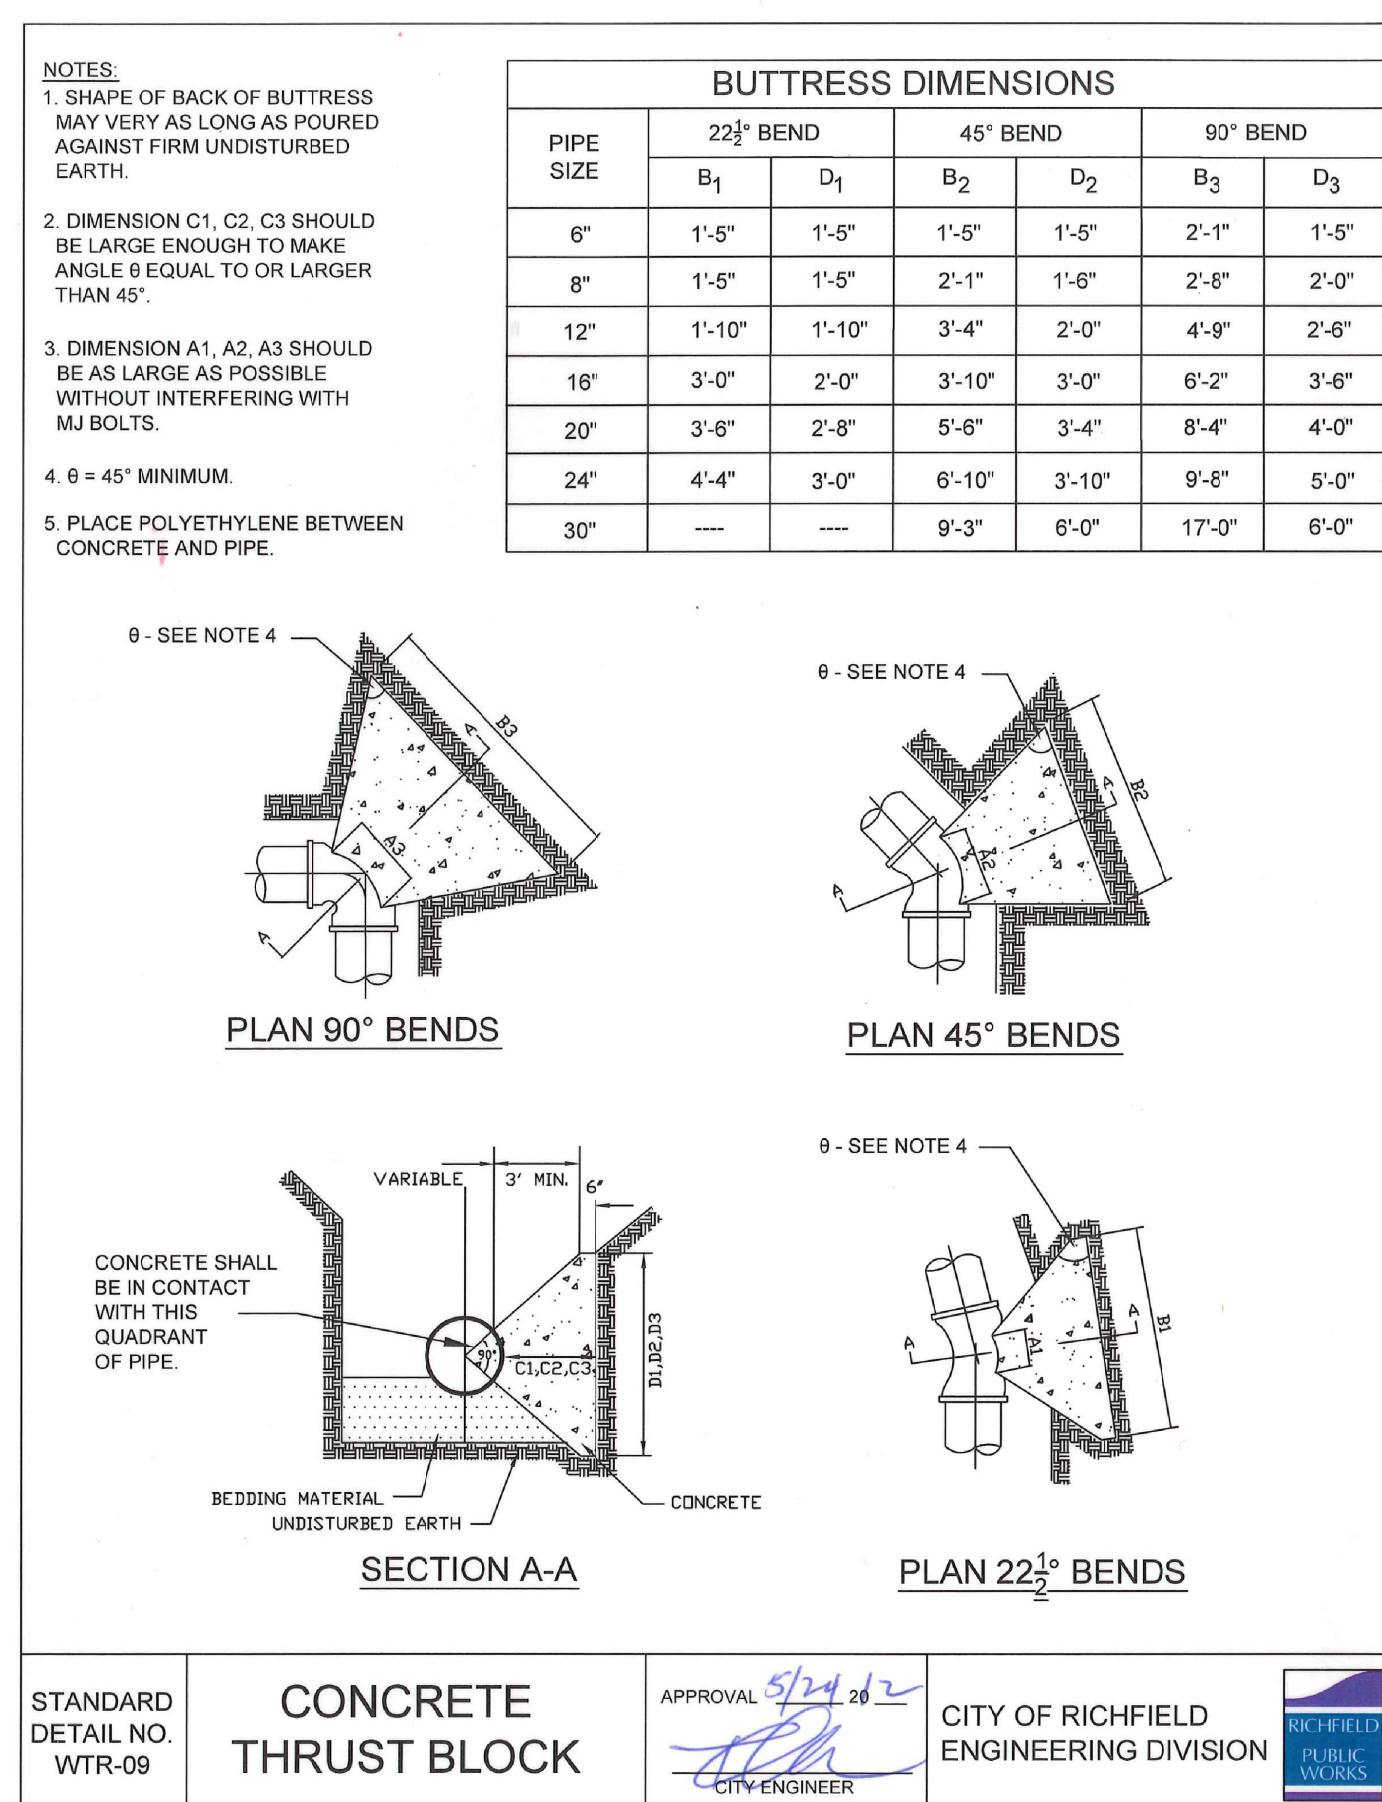 NOTES:
1. SHAPE OF BACK OF BUTTRESS
MAY VERY AS LONG AS POURED
AGAINST FIRM UNDISTURBED
EARTH.
2. DIMENSION C1, C2, C3 SHOULD
BE LARGE ENOUGH TO MAKE
ANGLE θ EQUAL TO OR LARGER
THAN 45°.
3. DIMENSION A1, A2, A3 SHOULD
BE AS LARGE AS POSSIBLE
WITHOUT INTERFERING WITH
MJ BOLTS.
4. θ = 45° MINIMUM.
5. PLACE POLYETHYLENE BETWEEN
CONCRETE AND PIPE.
BUTTRESS DIMENSIONS
PIPE SIZE 22½° BEND 45° BEND 90° BEND
B1 D1 B2 D2 B3 D3
6" 1'-5" 1'-5" 1'-5" 1'-5" 2'-1" 1'-5"
8" 1'-5" 1'-5" 2'-1" 1'-6" 2'-8" 2'-0"
12" 1'-10" 1'-10" 3'-4" 2'-0" 4'-9" 2'-6"
16" 3'-0" 2'-0" 3'-10" 3'-0" 6'-2" 3'-6"
20" 3'-6" 2'-8" 5'-6" 3'-4" 8'-4" 4'-0"
24" 4'-4" 3'-0" 6'-10" 3'-10" 9'-8" 5'-0"
30" ---- ---- 9'-3" 6'-0" 17'-0" 6'-0"
θ - SEE NOTE 4
B3
A
A3
A
PLAN 90° BENDS
θ - SEE NOTE 4
B2
A
A2
A
PLAN 45° BENDS
VARIABLE 3' MIN. 6"
CONCRETE SHALL
BE IN CONTACT
WITH THIS
QUADRANT
OF PIPE.
90°
C1,C2,C3
D1,D2,D3
BEDDING MATERIAL
UNDISTURBED EARTH
CONCRETE
SECTION A-A
θ - SEE NOTE 4
A
A1
A
B1
PLAN 22½° BENDS
STANDARD
DETAIL NO.
WTR-09
CONCRETE
THRUST BLOCK
APPROVAL 5/24 20 12
CITY ENGINEER
CITY OF RICHFIELD
ENGINEERING DIVISION
RICHFIELD
PUBLIC
WORKS